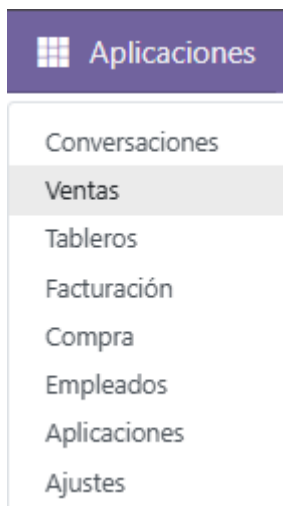 Aplicaciones
Conversaciones
Ventas
Tableros
Facturación
Compra
Empleados
Aplicaciones
Ajustes